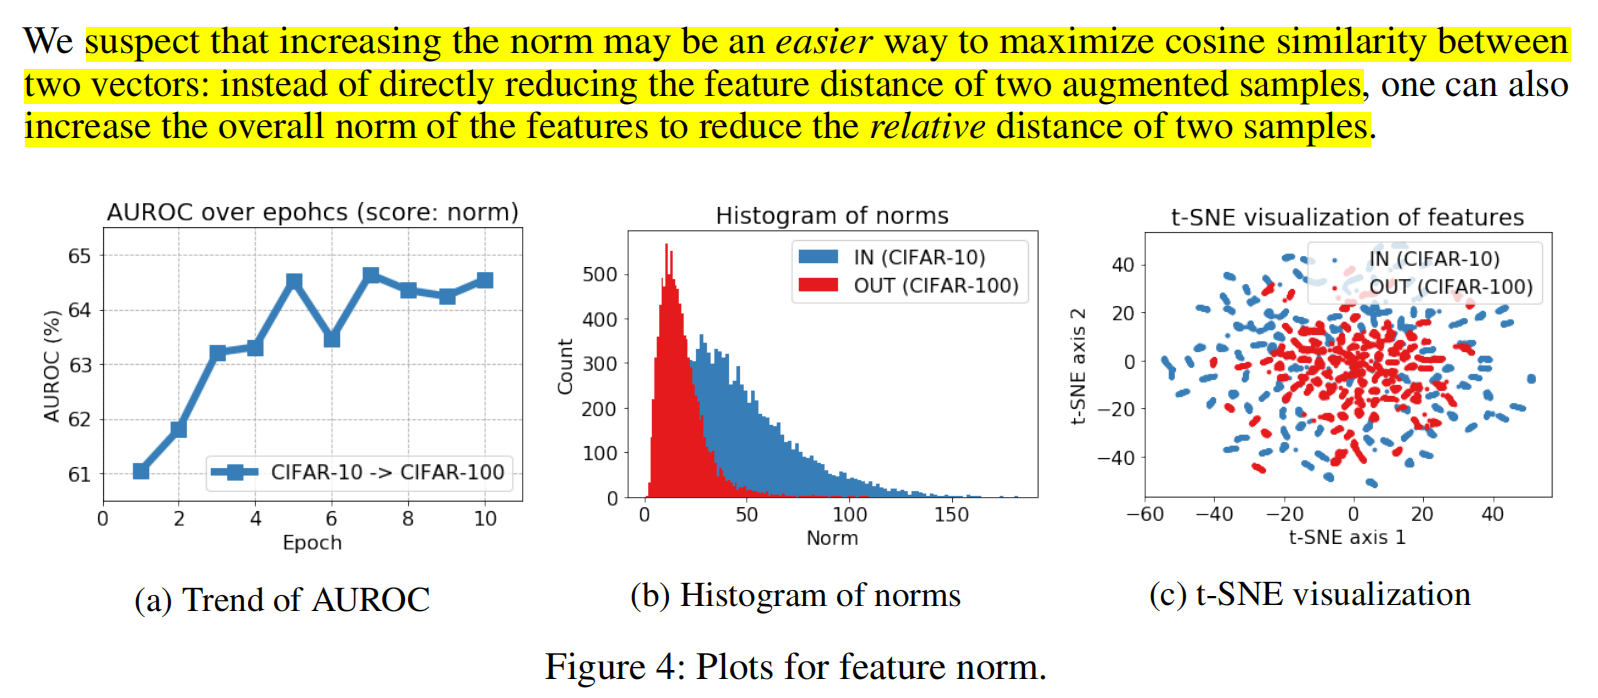 We suspect that increasing the norm may be an easier way to maximize cosine similarity between
two vectors: instead of directly reducing the feature distance of two augmented samples, one can also
increase the overall norm of the features to reduce the relative distance of two samples.
AUROC over epohcs (score: norm)
AUROC (%)
65
64
63
62
61
CIFAR-10 -> CIFAR-100
0 2 4 6 8 10
Epoch
(a) Trend of AUROC
Histogram of norms
IN (CIFAR-10)
OUT (CIFAR-100)
Count
500
400
300
200
100
0
0 50 100 150
Norm
(b) Histogram of norms
t-SNE visualization of features
IN (CIFAR-10)
OUT (CIFAR-100)
t-SNE axis 2
40
20
0
−20
−40
−60 −40 −20 0 20 40
t-SNE axis 1
(c) t-SNE visualization
Figure 4: Plots for feature norm.